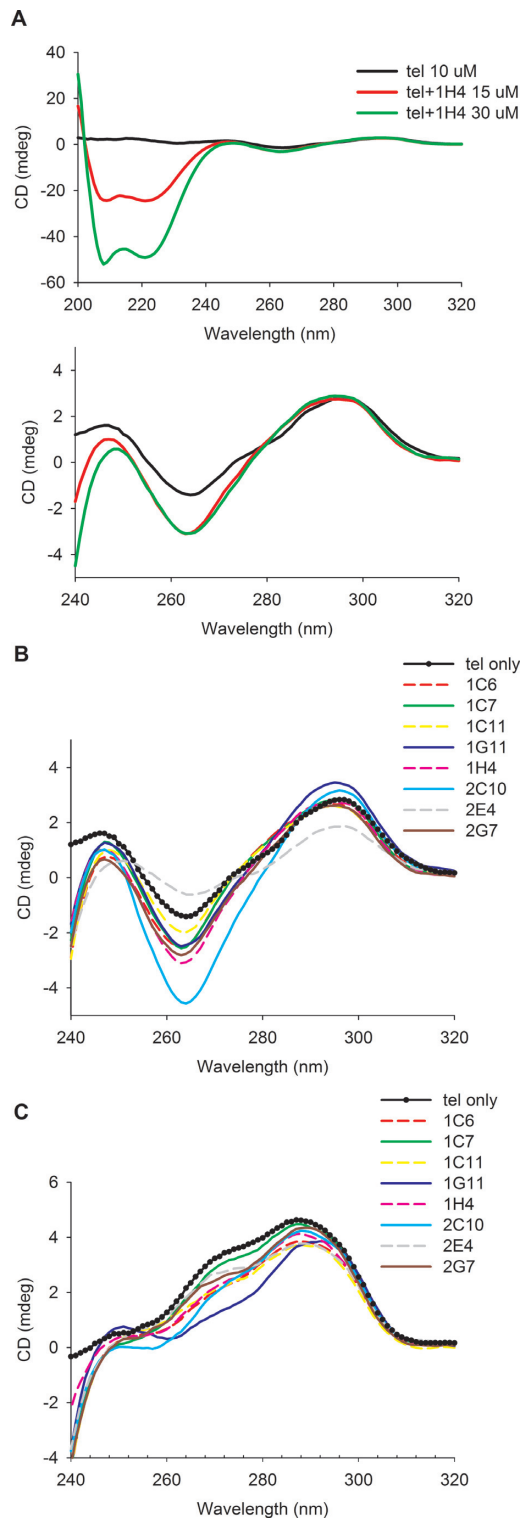 A
tel 10 uM
tel+1H4 15 uM
tel+1H4 30 uM
40
20
0
-20
-40
-60
CD (mdeg)
200
220
240
260
280
300
320
Wavelength (nm)
4
2
0
-2
-4
CD (mdeg)
240
260
280
300
320
Wavelength (nm)
B
tel only
1C6
1C7
1C11
1G11
1H4
2C10
2E4
2G7
4
2
0
-2
-4
CD (mdeg)
240
260
280
300
320
Wavelength (nm)
C
tel only
1C6
1C7
1C11
1G11
1H4
2C10
2E4
2G7
6
4
2
0
-2
-4
CD (mdeg)
240
260
280
300
320
Wavelength (nm)